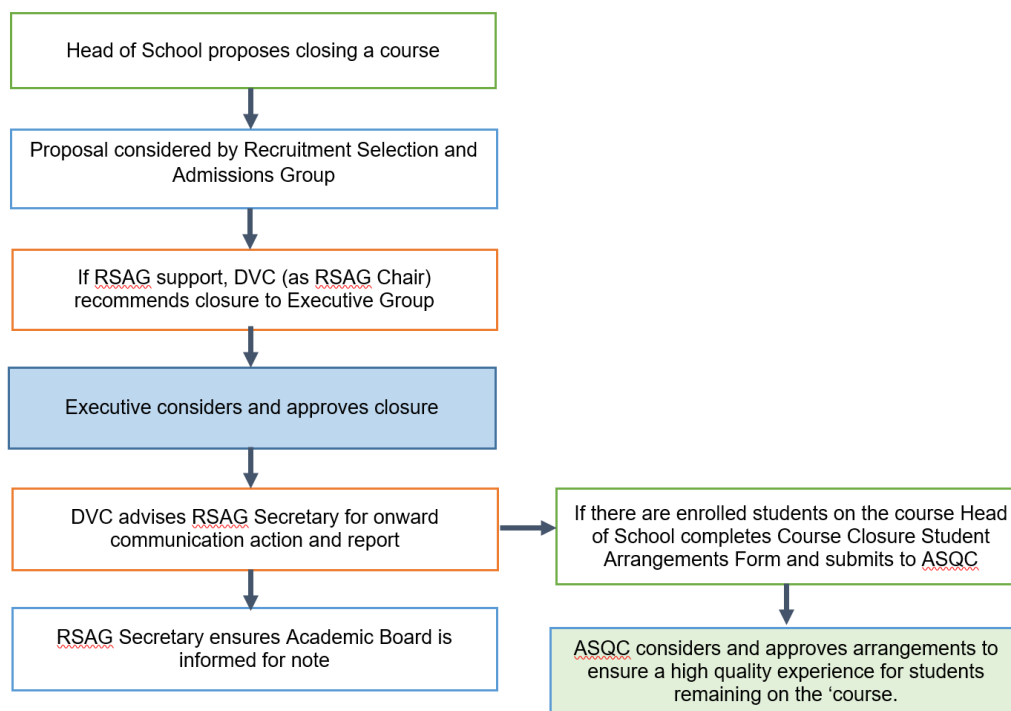 Head of School proposes closing a course
Proposal considered by Recruitment Selection and
Admissions Group
If RSAG support, DVC (as RSAG Chair)
recommends closure to Executive Group
Executive considers and approves closure
DVC advises RSAG Secretary for onward
communication action and report
RSAG Secretary ensures Academic Board is
informed for note
If there are enrolled students on the course Head
of School completes Course Closure Student
Arrangements Form and submits to ASQC
ASQC considers and approves arrangements to
ensure a high quality experience for students
remaining on the ‘course.